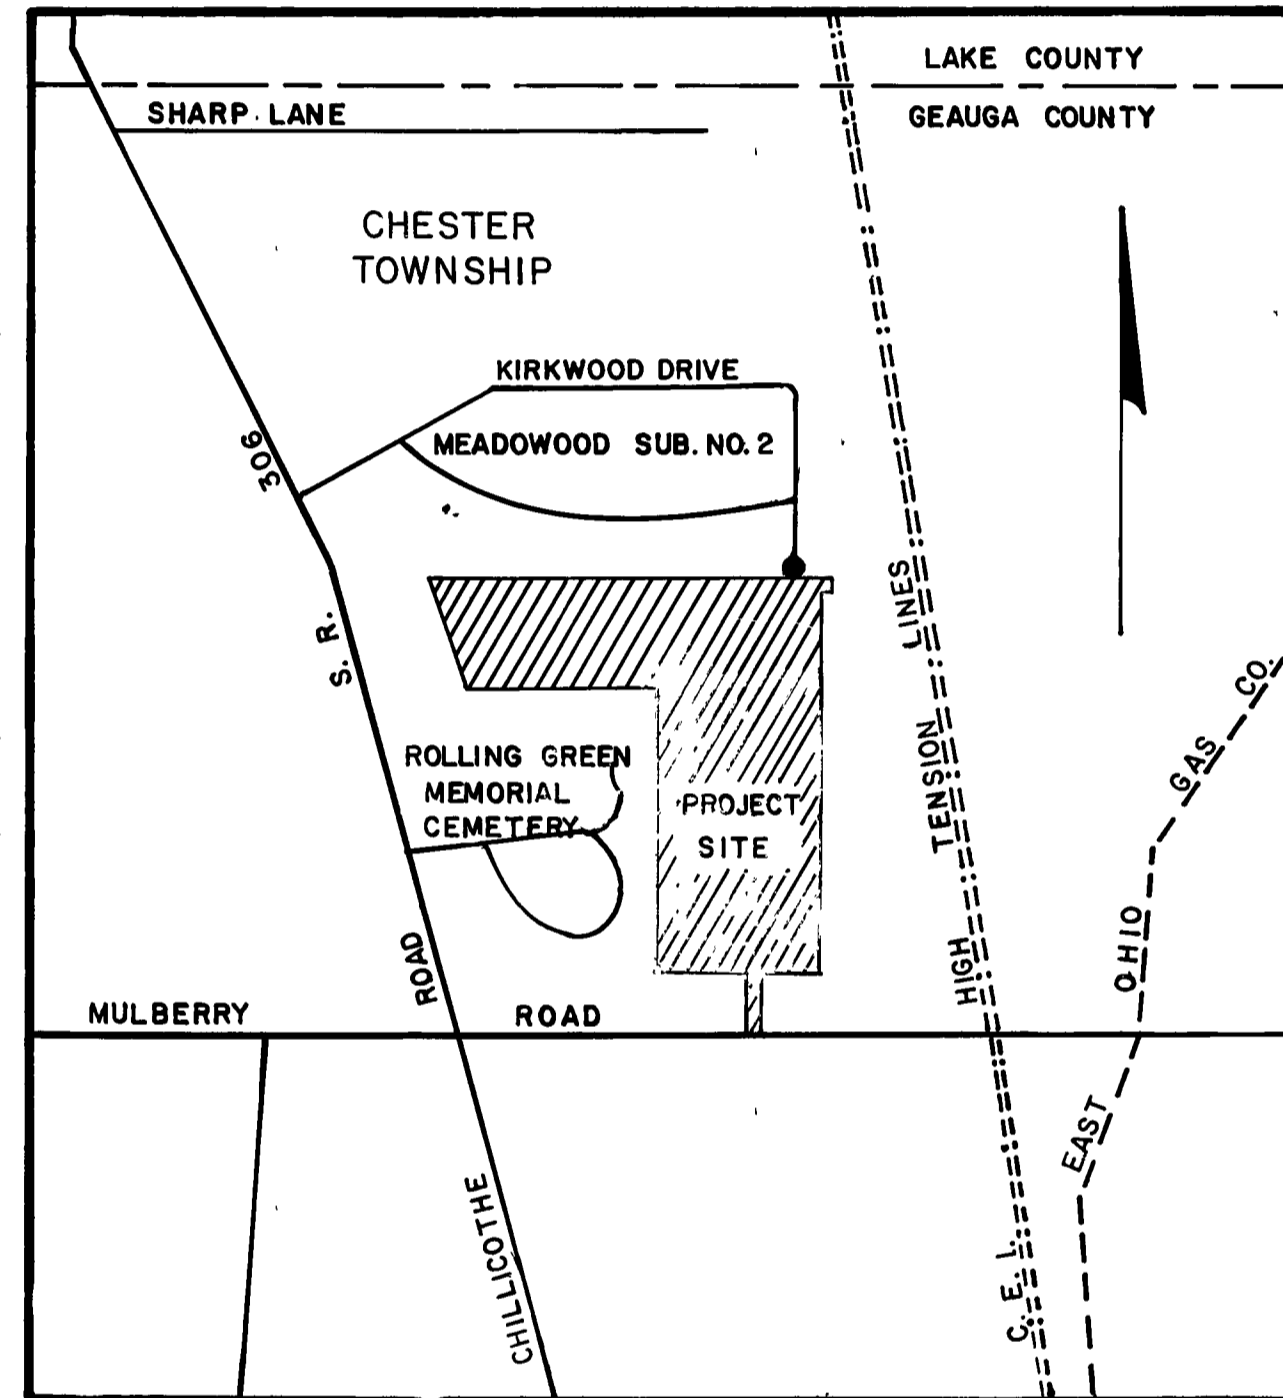 LAKE COUNTY
SHARP LANE
GEAUGA COUNTY
CHESTER
TOWNSHIP
KIRKWOOD DRIVE
MEADOWOOD SUB. NO. 2
S. R. 306
HIGH TENSION LINES
EAST OHIO GAS CO.
ROLLING GREEN
MEMORIAL
CEMETERY
PROJECT
SITE
MULBERRY ROAD
CHILLICOTHE ROAD
C. E. I.